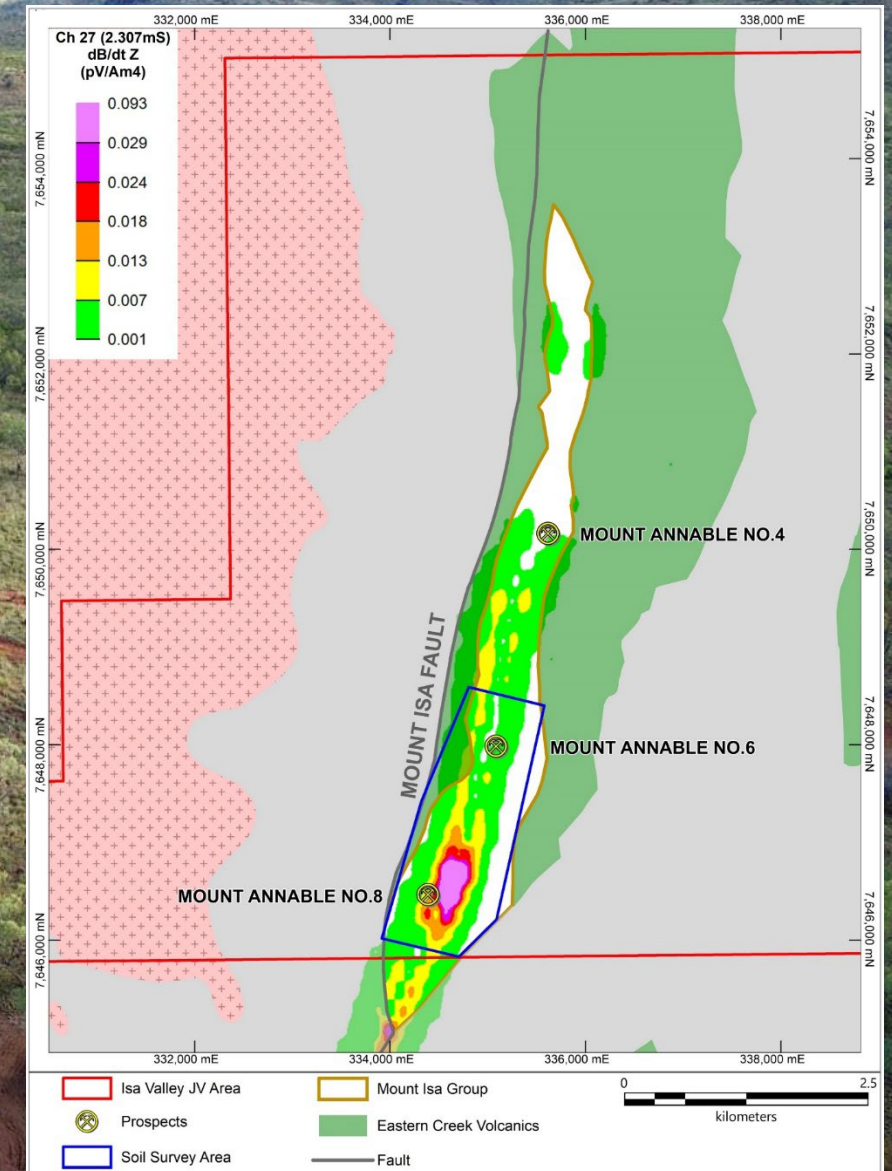 332,000 mE
334,000 mE
336,000 mE
338,000 mE
Ch 27 (2.307mS)
dB/dt Z
(pV/Am4)
0.093
0.029
0.024
0.018
0.013
0.007
0.001
7,654,000 mN
7,654,000 mN
7,652,000 mN
7,652,000 mN
7,650,000 mN
7,650,000 mN
7,648,000 mN
7,648,000 mN
7,646,000 mN
7,646,000 mN
MOUNT ANNABLE NO.4
MOUNT ISA FAULT
MOUNT ANNABLE NO.6
MOUNT ANNABLE NO.8
332,000 mE
334,000 mE
336,000 mE
338,000 mE
Isa Valley JV Area
Mount Isa Group
0
2.5
kilometers
Prospects
Eastern Creek Volcanics
Soil Survey Area
Fault